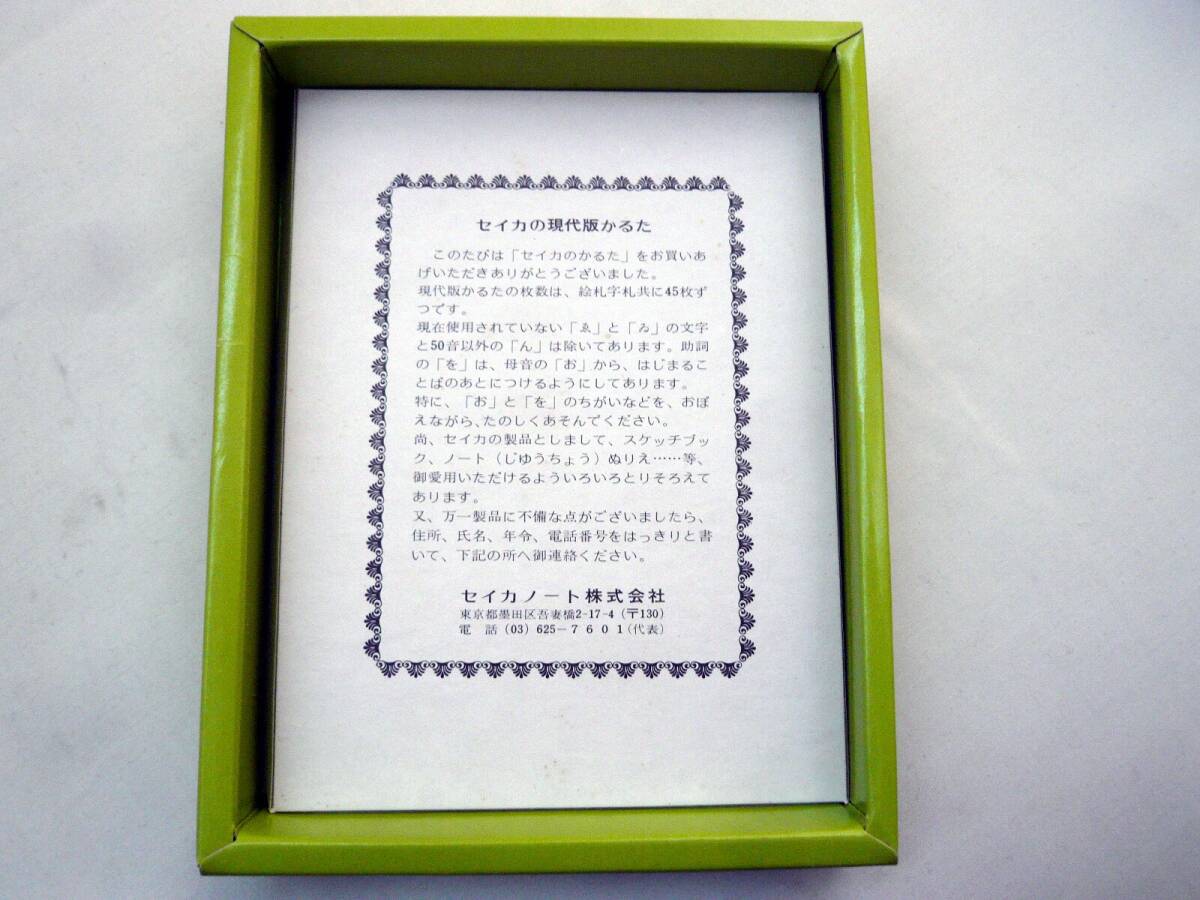 セイカの現代版かるた
このたびは「セイカのかるた」をお買いあ
げいただきありがとうございました。
現代版かるたの枚数は、絵札字札共に45枚ず
つです。
現在使用されていない「ゑ」と「ゐ」の文字
と50音以外の「ん」は除いてあります。助詞
の「を」は、母音の「お」から、はじまるこ
とばのあとにつけるようにしてあります。
特に、「お」と「を」のちがいなどを、おぼ
えながら、たのしくあそんでください。
尚、セイカの製品としまして、スケッチブッ
ク、ノート(じゆうちょう)ぬりえ……等、
御愛用いただけるよういろいろとりそろえて
あります。
又、万一製品に不備な点がございましたら、
住所、氏名、年令、電話番号をはっきりと書
いて、下記の所へ御連絡ください。
セイカノート株式会社
東京都墨田区吾妻橋2-17-4(〒130)
電 話 (03) 625-7601(代表)